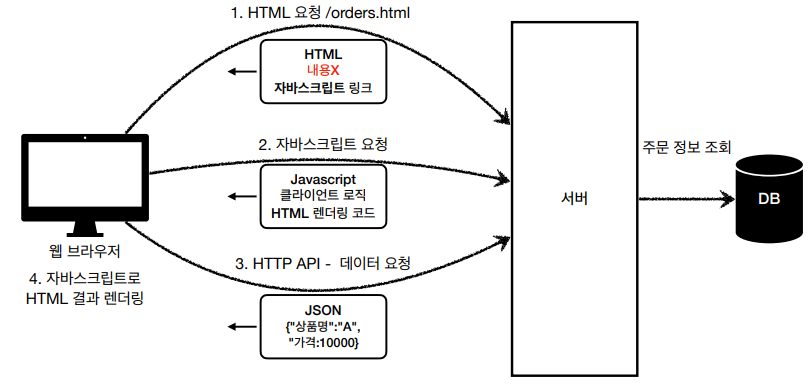 1. HTML 요청 /orders.html
HTML
내용X
자바스크립트 링크
2. 자바스크립트 요청
Javascript
클라이언트 로직
HTML 렌더링 코드
서버
주문 정보 조회
DB
웹 브라우저
3. HTTP API - 데이터 요청
4. 자바스크립트로
HTML 결과 렌더링
JSON
{"상품명":"A",
"가격:10000}